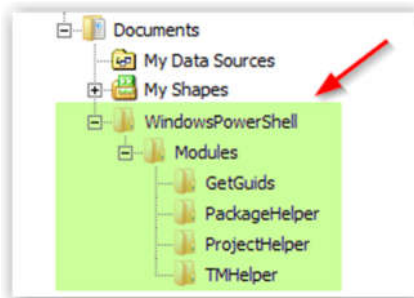 Documents
My Data Sources
My Shapes
WindowsPowerShell
Modules
GetGuids
PackageHelper
ProjectHelper
TMHelper